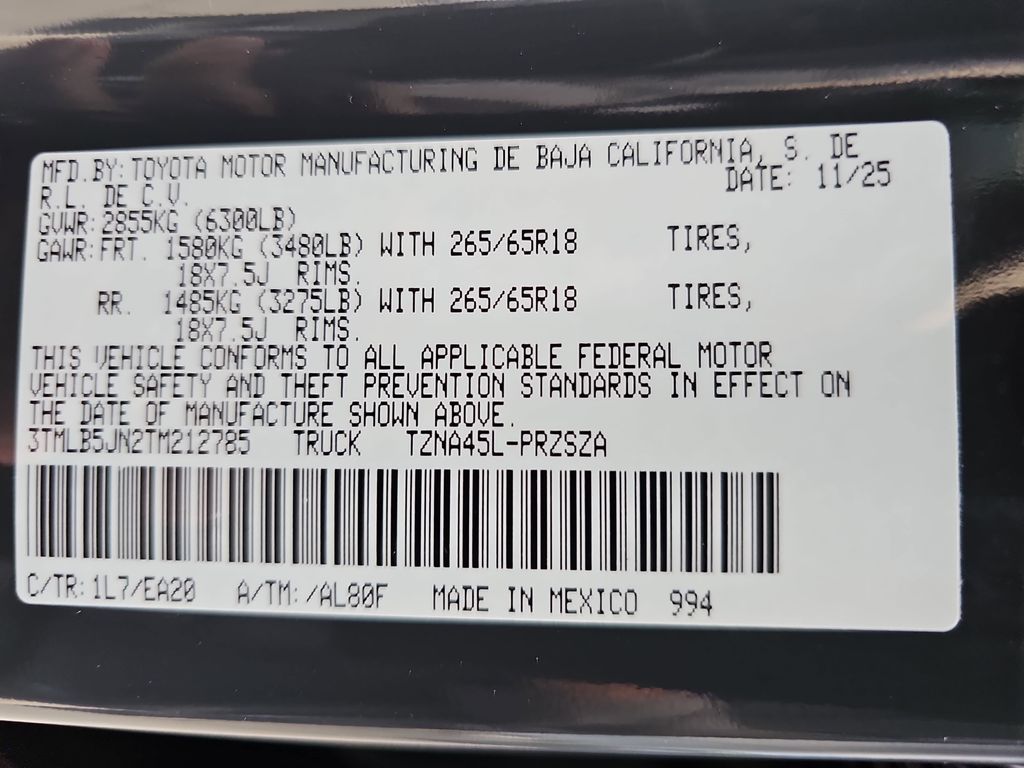 MFD.BY:TOYOTA MOTOR MANUFACTURING DE BAJA CALIFORNIA, S. DE
R.L. DE C.V. DATE: 11/25
GVWR:2855KG (6300LB)
GAWR:FRT. 1580KG (3480LB) WITH 265/65R18 TIRES,
18X7.5J RIMS.
RR. 1485KG (3275LB) WITH 265/65R18 TIRES,
18X7.5J RIMS.
THIS VEHICLE CONFORMS TO ALL APPLICABLE FEDERAL MOTOR
VEHICLE SAFETY AND THEFT PREVENTION STANDARDS IN EFFECT ON
THE DATE OF MANUFACTURE SHOWN ABOVE.
3TMLB5JN2TM212785 TRUCK TZNA45L-PRZSZA
C/TR:1L7/EA20 A/TM:/AL80F MADE IN MEXICO 994